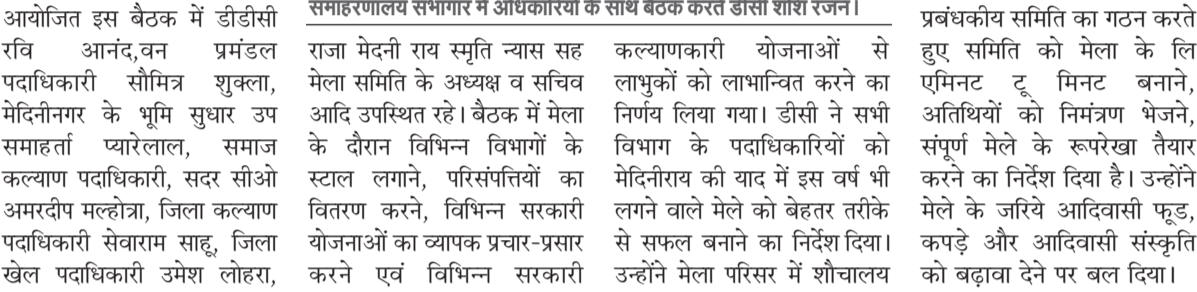 समाहरणालय सभागार में अधिकारियों के साथ बैठक करते डीसी शशि रंजन।
आयोजित इस बैठक में डीडीसी
रवि आनंद,वन प्रमंडल
पदाधिकारी सौमित्र शुक्ला,
मेदिनीनगर के भूमि सुधार उप
समाहर्ता प्यारेलाल, समाज
कल्याण पदाधिकारी, सदर सीओ
अमरदीप मल्होत्रा, जिला कल्याण
पदाधिकारी सेवाराम साहू, जिला
खेल पदाधिकारी उमेश लोहरा,
राजा मेदनी राय स्मृति न्यास सह
मेला समिति के अध्यक्ष व सचिव
आदि उपस्थित रहे। बैठक में मेला
के दौरान विभिन्न विभागों के
स्टाल लगाने, परिसंपत्तियों का
वितरण करने, विभिन्न सरकारी
योजनाओं का व्यापक प्रचार-प्रसार
करने एवं विभिन्न सरकारी
कल्याणकारी योजनाओं से
लाभुकों को लाभान्वित करने का
निर्णय लिया गया। डीसी ने सभी
विभाग के पदाधिकारियों को
मेदिनीराय की याद में इस वर्ष भी
लगने वाले मेले को बेहतर तरीके
से सफल बनाने का निर्देश दिया।
उन्होंने मेला परिसर में शौचालय
प्रबंधकीय समिति का गठन करते
हुए समिति को मेला के लि
एमिनट टू मिनट बनाने,
अतिथियों को निमंत्रण भेजने,
संपूर्ण मेले के रूपरेखा तैयार
करने का निर्देश दिया है। उन्होंने
मेले के जरिये आदिवासी फूड,
कपड़े और आदिवासी संस्कृति
को बढ़ावा देने पर बल दिया।